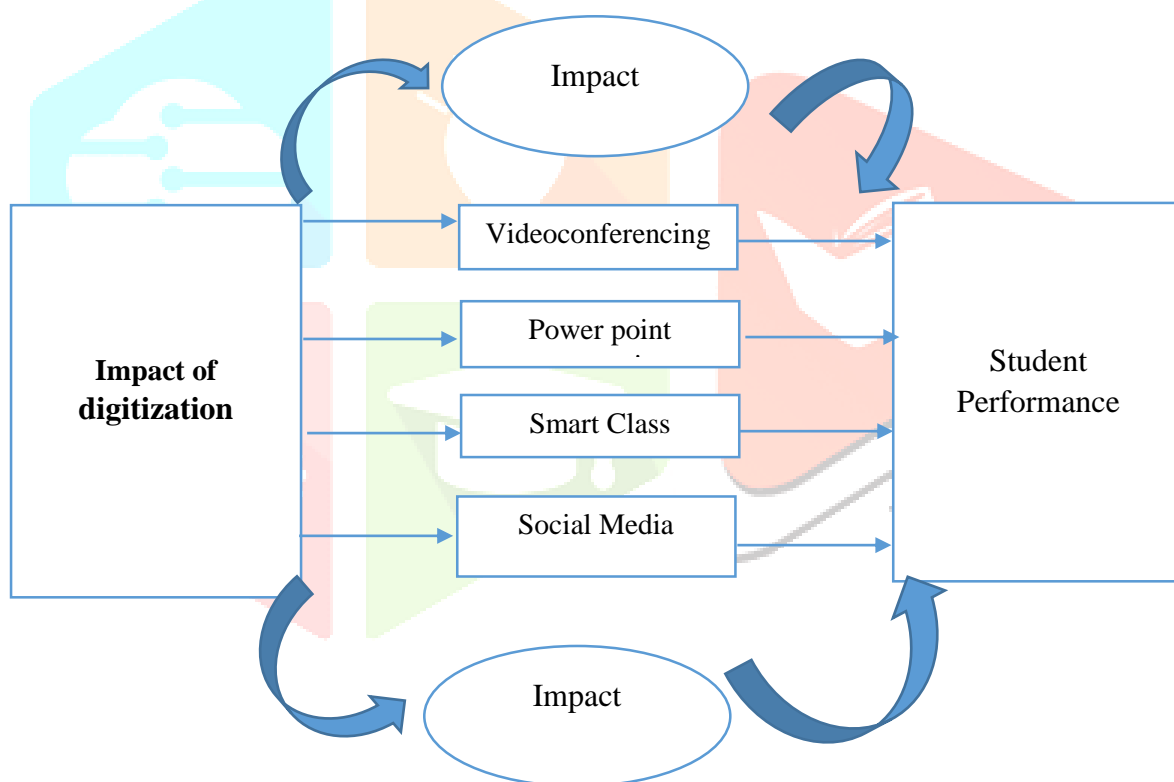 Impact
Videoconferencing
Power point
Impact of
digitization
Smart Class
Student
Performance
Social Media
Impact